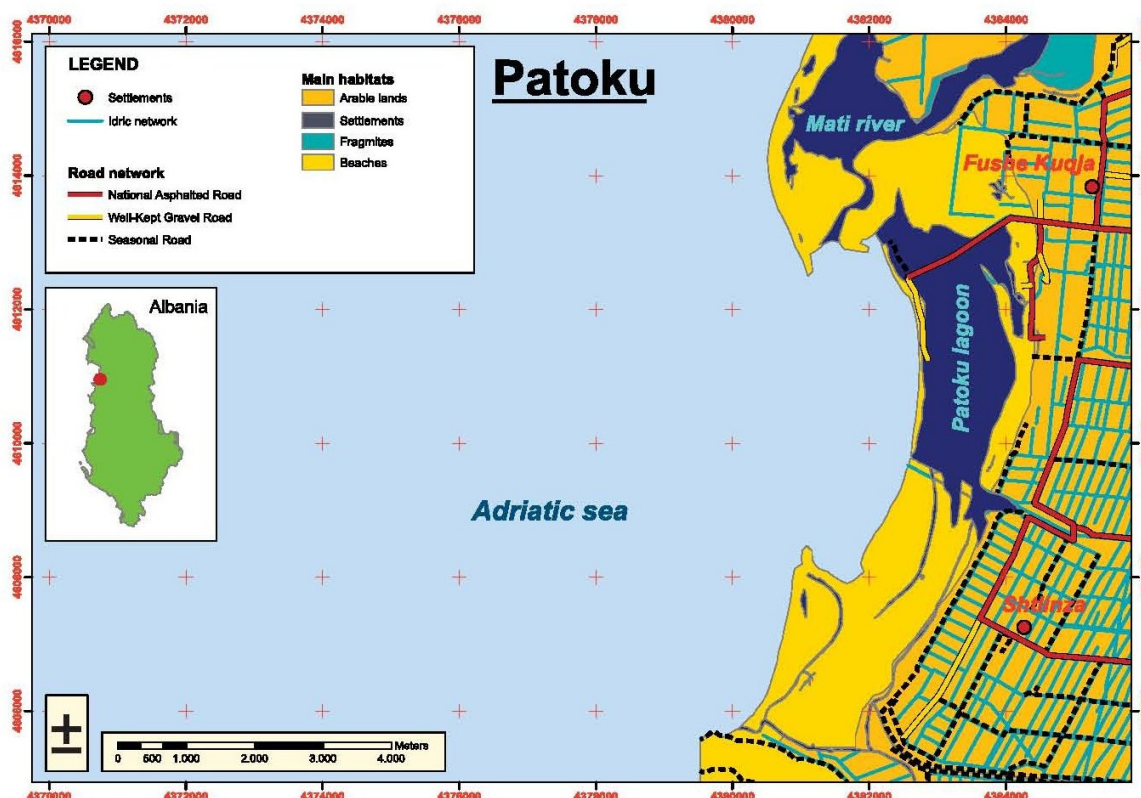 4370000 4372000 4374000 4376000 4378000 4380000 4382000 4384000
Patoku
LEGEND
Settlements
Idric network
Main habitats
Arable lands
Settlements
Fragmites
Beaches
Road network
National Asphalted Road
Well-Kept Gravel Road
Seasonal Road
Mati river
Fushe Kuqja
Albania
Patoku lagoon
Adriatic sea
Meters
0 500 1.000 2.000 3.000 4.000